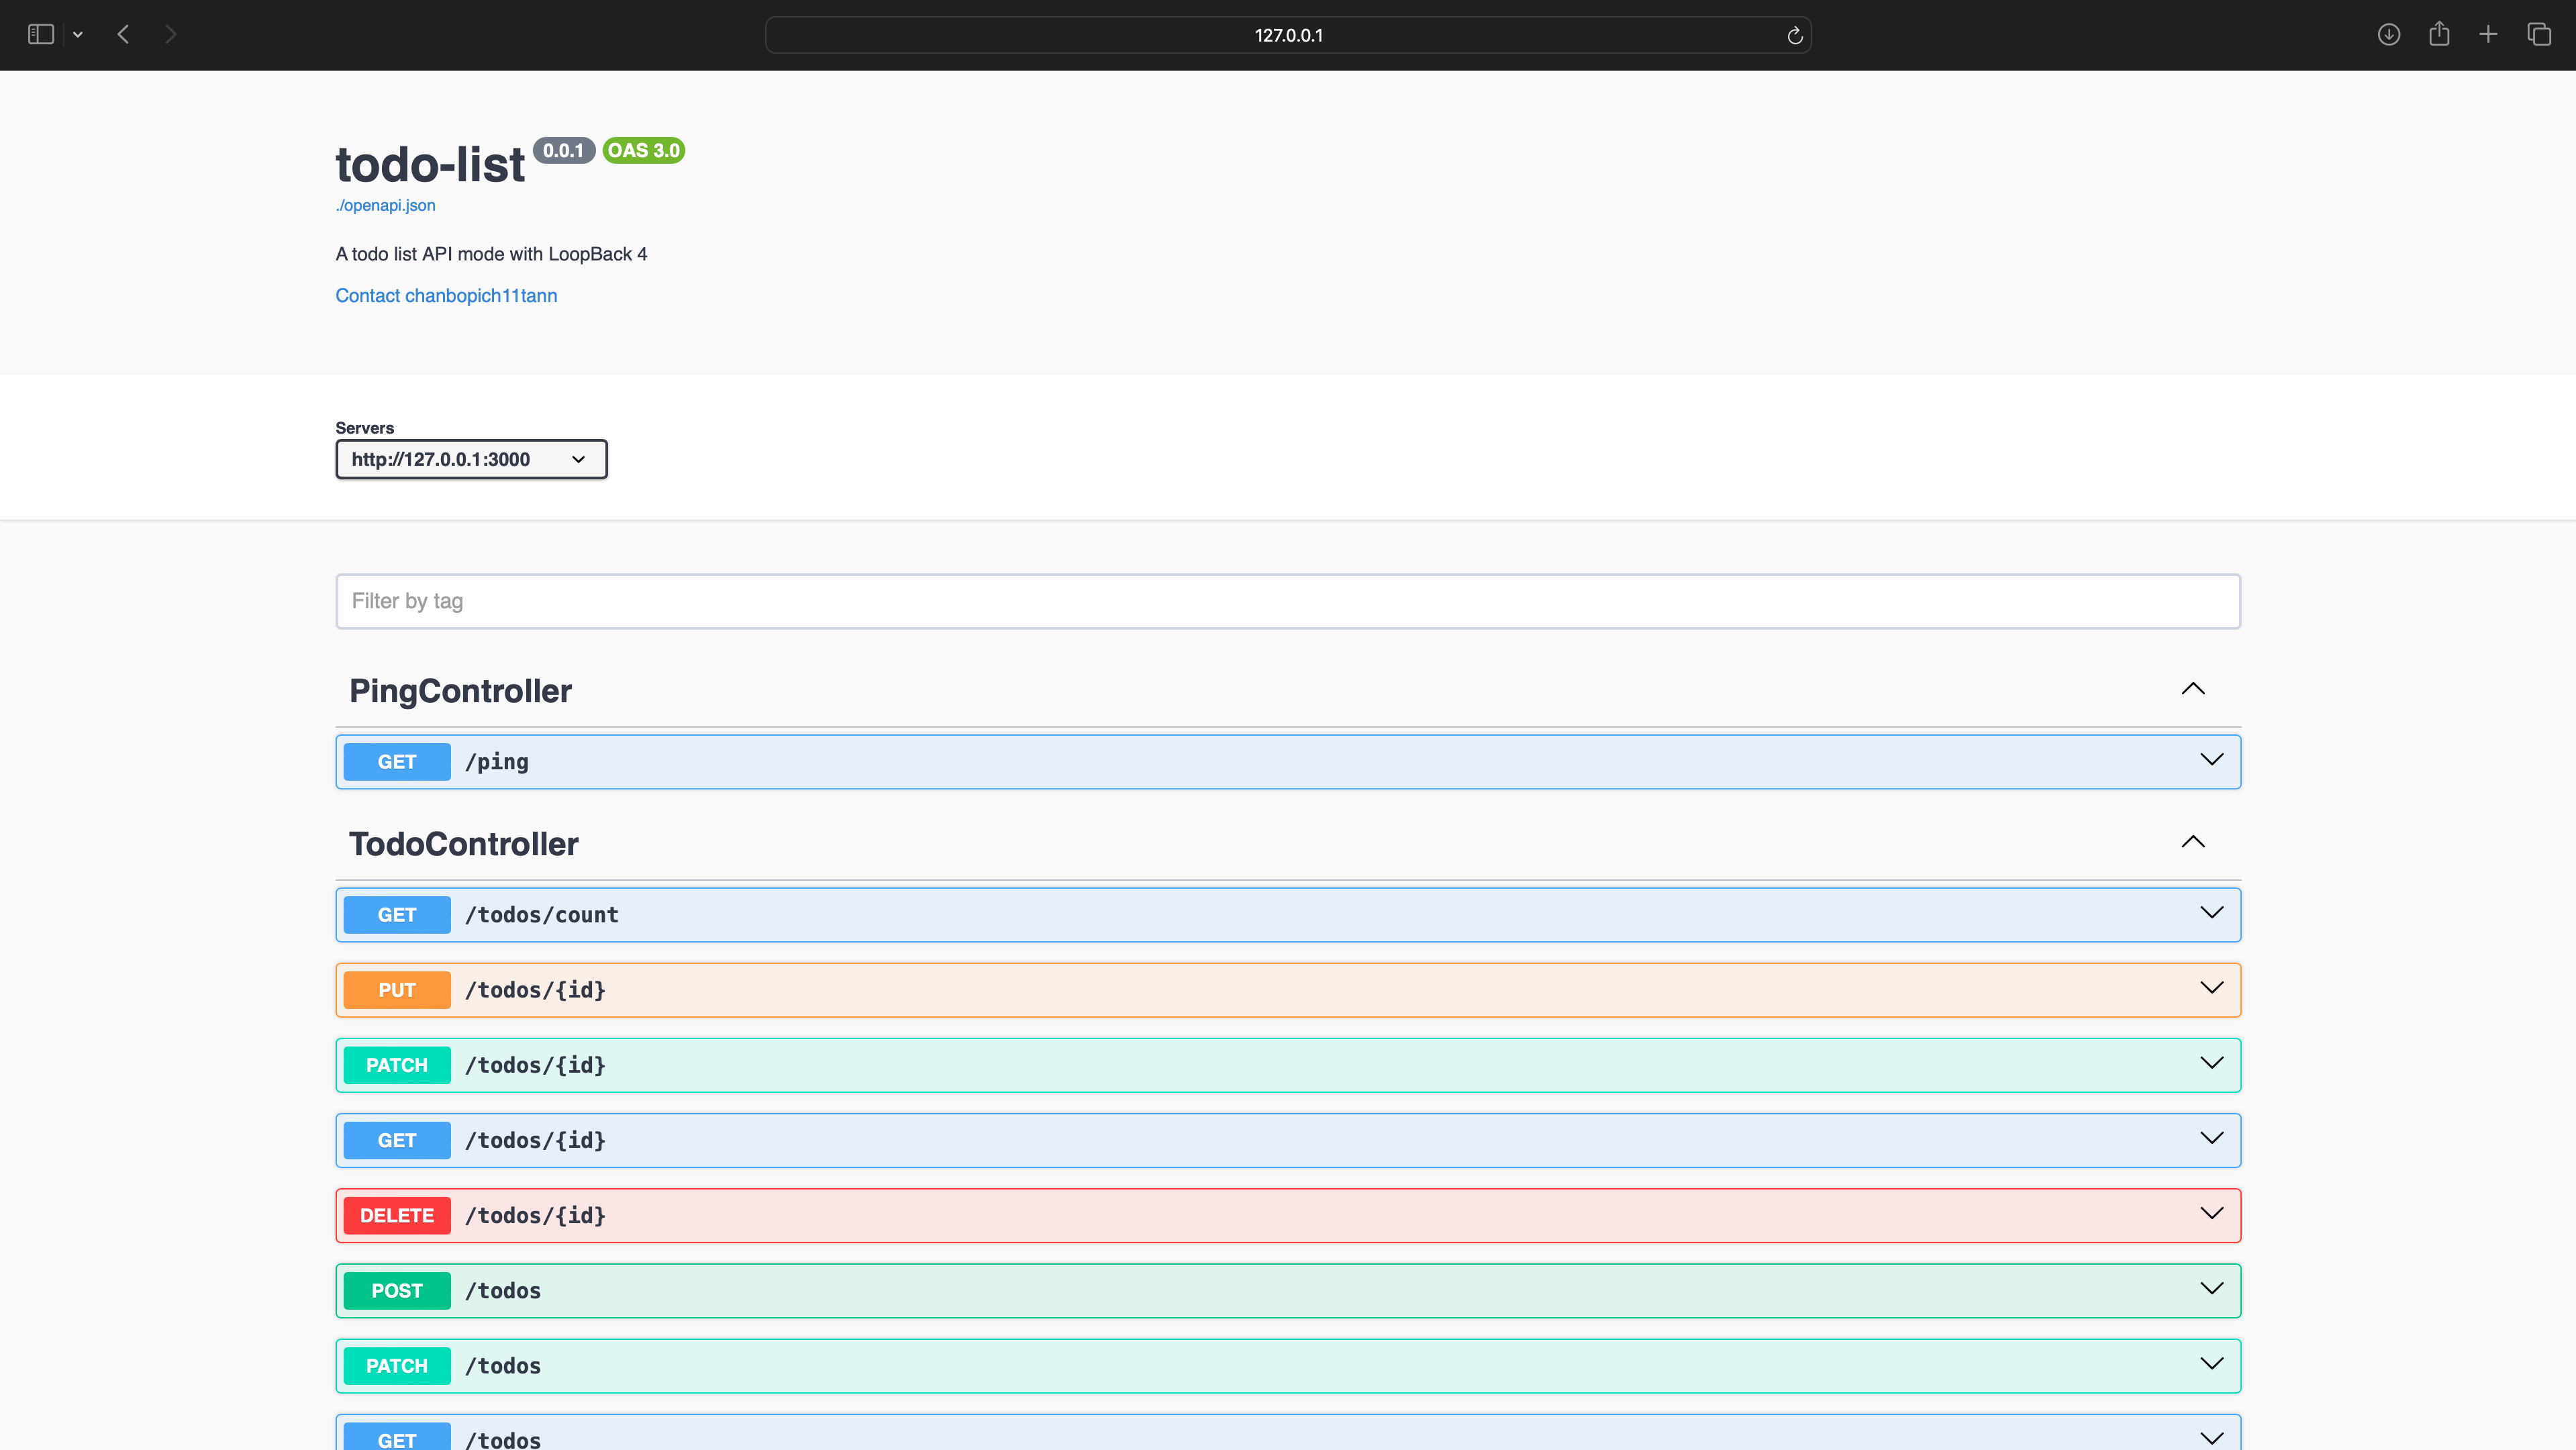 127.0.0.1
todo-list 0.0.1 OAS 3.0
./openapi.json
A todo list API mode with LoopBack 4
Contact chanbopich11tann
Servers
http://127.0.0.1:3000
Filter by tag
PingController
GET /ping
TodoController
GET /todos/count
PUT /todos/{id}
PATCH /todos/{id}
GET /todos/{id}
DELETE /todos/{id}
POST /todos
PATCH /todos
GET /todos